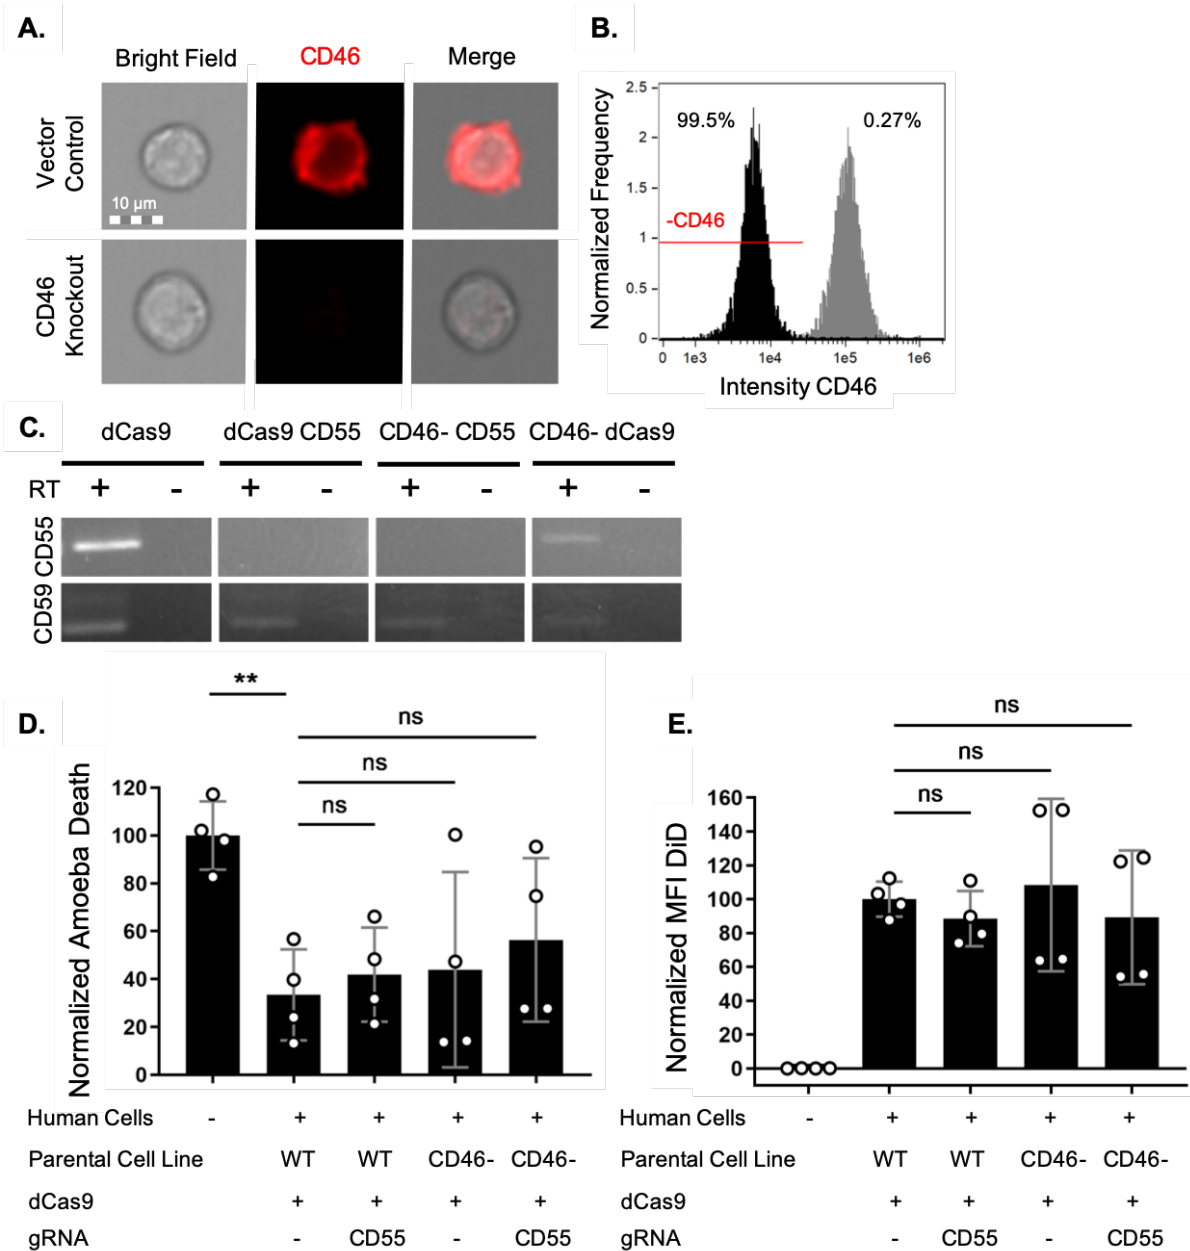 A.
Bright Field CD46 Merge
Vector Control
10 µm
CD46 Knockout
B.
Normalized Frequency
2.5
2
1.5
1
0.5
0
99.5% 0.27%
-CD46
0 1e3 1e4 1e5 1e6
Intensity CD46
C.
dCas9 dCas9 CD55 CD46- CD55 CD46- dCas9
RT + - + - + - + -
CD55
CD59
D.
Normalized Amoeba Death
120
100
80
60
40
20
0
**
ns
ns
ns
Human Cells - + + + +
Parental Cell Line WT WT CD46- CD46-
dCas9 + + + +
gRNA - CD55 - CD55
E.
Normalized MFI DiD
160
140
120
100
80
60
40
20
0
ns
ns
ns
Human Cells - + + + +
Parental Cell Line WT WT CD46- CD46-
dCas9 + + + +
gRNA - CD55 - CD55